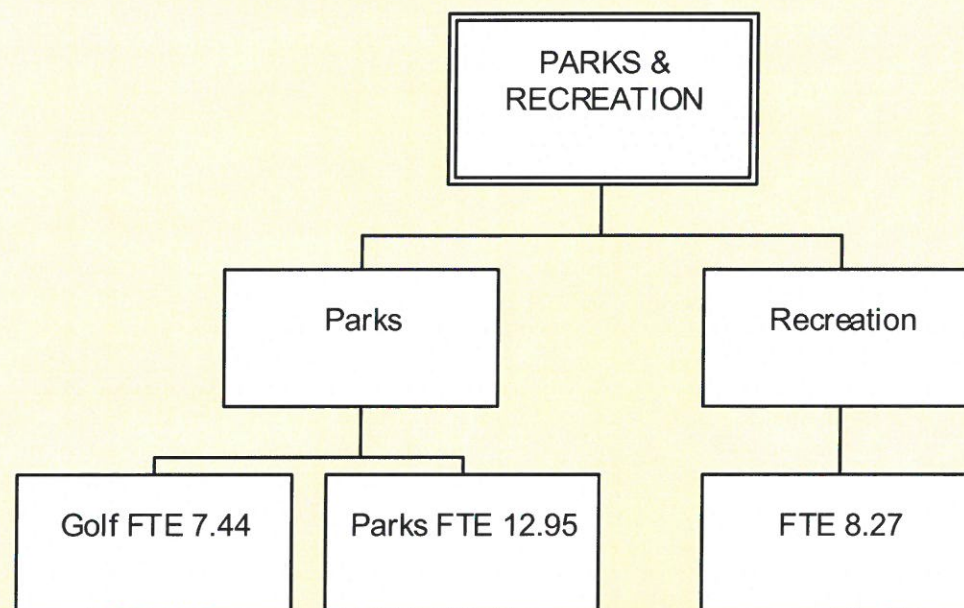 PARKS &
RECREATION
Parks
Recreation
Golf FTE 7.44
Parks FTE 12.95
FTE 8.27